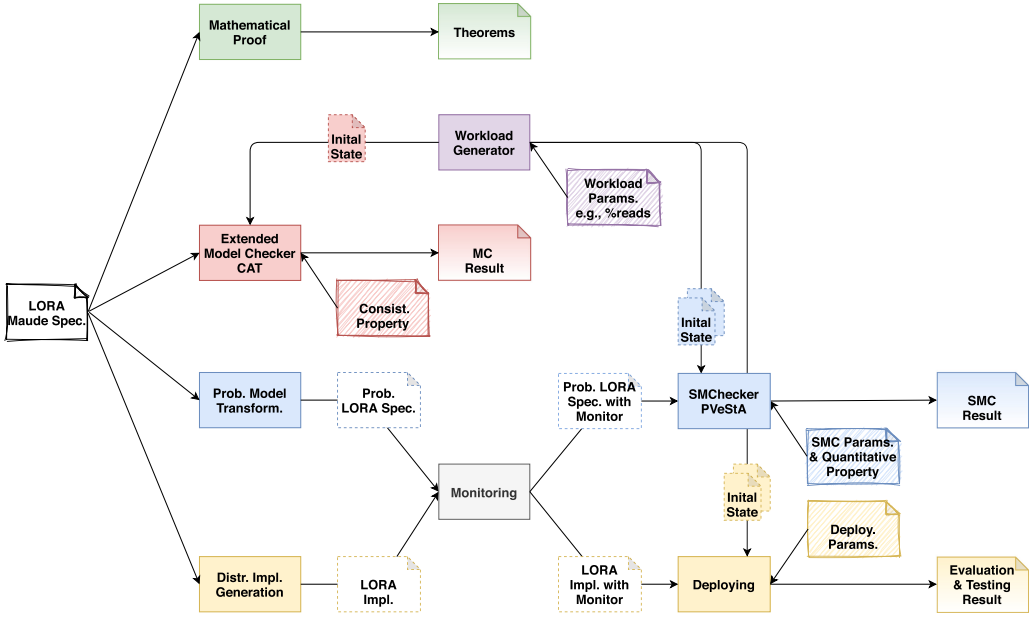 Mathematical
Proof
Theorems
Inital
State
Workload
Generator
Workload
Params.
e.g., %reads
Extended
Model Checker
CAT
MC
Result
Consist.
Property
LORA
Maude Spec.
Inital
State
Prob. Model
Transform.
Prob.
LORA Spec.
Prob. LORA
Spec. with
Monitor
SMChecker
PVeStA
SMC
Result
SMC Params.
& Quantitative
Property
Monitoring
Inital
State
Deploy.
Params.
Distr. Impl.
Generation
LORA
Impl.
LORA
Impl. with
Monitor
Deploying
Evaluation
& Testing
Result